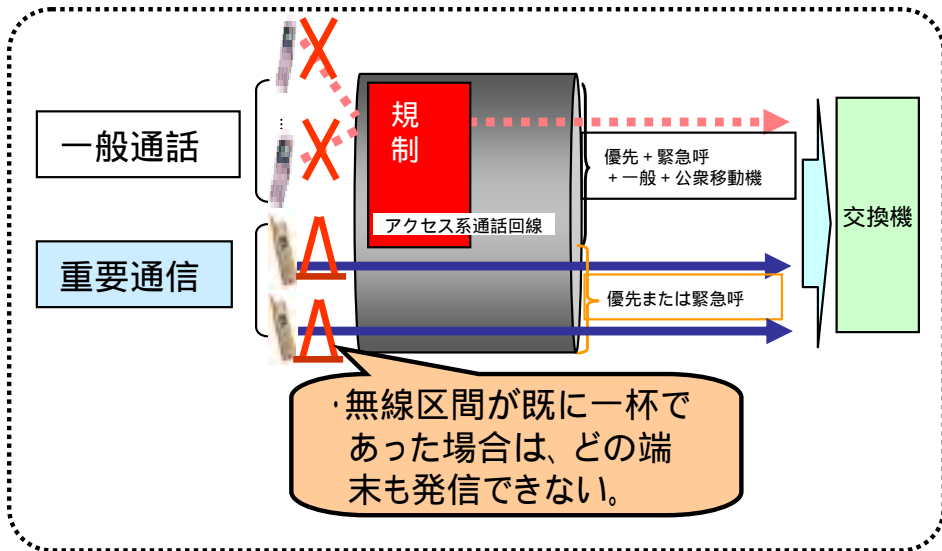 一般通話
重要通信
規
制
アクセス系通話回線
優先+緊急呼
+一般+公衆移動機
優先または緊急呼
交換機
・無線区間が既に一杯で
あった場合は、どの端
末も発信できない。